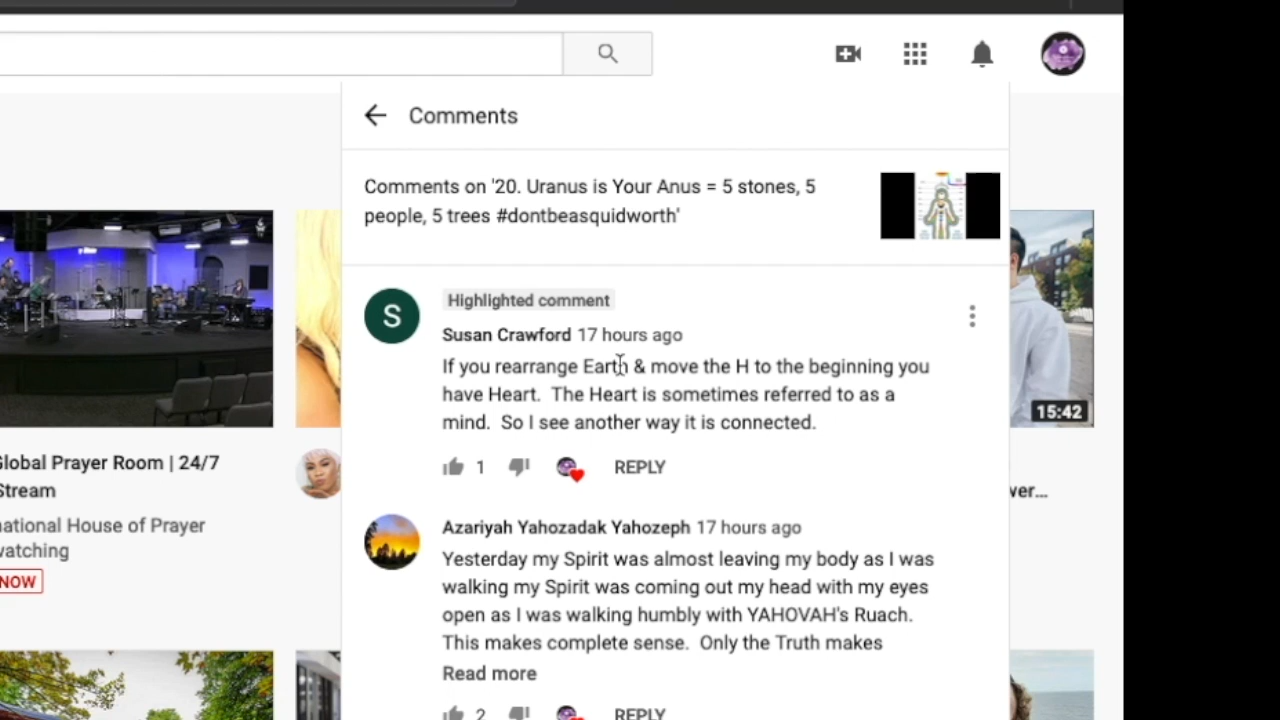 Comments
Comments on '20. Uranus is Your Anus = 5 stones, 5
people, 5 trees #dontbeasquidworth'
Highlighted comment
Susan Crawford 17 hours ago
If you rearrange Earth & move the H to the beginning you
have Heart. The Heart is sometimes referred to as a
mind. So I see another way it is connected.
1 REPLY
15:42
Global Prayer Room | 24/7
Stream
national House of Prayer
watching
NOW
ver...
Azariyah Yahozadak Yahozeph 17 hours ago
Yesterday my Spirit was almost leaving my body as I was
walking my Spirit was coming out my head with my eyes
open as I was walking humbly with YAHOVAH's Ruach.
This makes complete sense. Only the Truth makes
Read more
2 REPLY